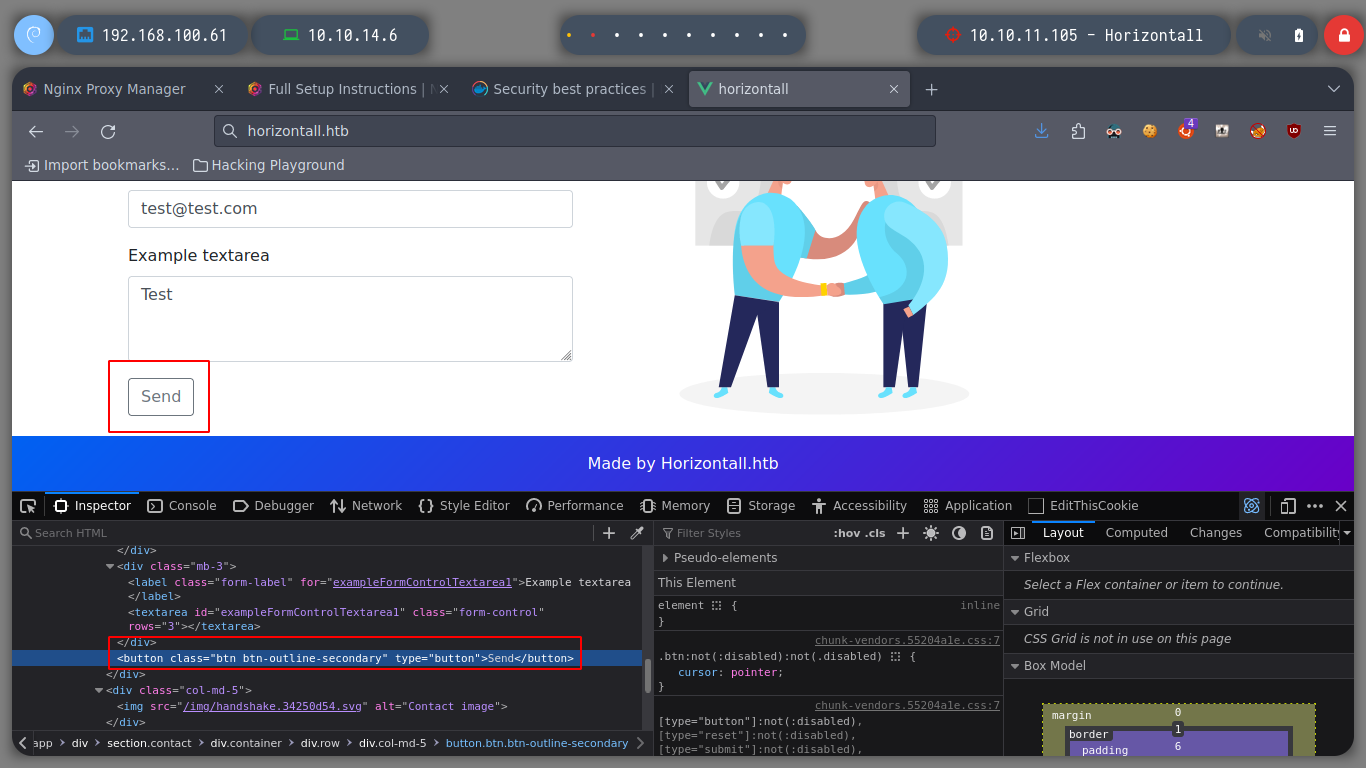 192.168.100.61
10.10.14.6
10.10.11.105 - Horizontall
Nginx Proxy Manager
Full Setup Instructions |
Security best practices |
horizontall
horizontall.htb
4
Import bookmarks...
Hacking Playground
test@test.com
Example textarea
Test
Send
Made by Horizontall.htb
Inspector
Console
Debugger
Network
Style Editor
Performance
Memory
Storage
Accessibility
Application
EditThisCookie
Search HTML
</div>
<div class="mb-3">
<label class="form-label" for="exampleFormControlTextarea1">Example textarea
</label>
<textarea id="exampleFormControlTextarea1" class="form-control"
rows="3"></textarea>
</div>
<button class="btn btn-outline-secondary" type="button">Send</button>
</div>
<div class="col-md-5">
<img src="/img/handshake.34250d54.svg" alt="Contact image">
</div>
app > div > section.contact > div.container > div.row > div.col-md-5 > button.btn.btn-outline-secondary
Filter Styles
:hov .cls
Pseudo-elements
This Element
element {
inline
}
chunk-vendors.55204a1e.css:7
.btn:not(:disabled):not(.disabled) {
cursor: pointer;
}
chunk-vendors.55204a1e.css:7
[type="button"]:not(:disabled),
[type="reset"]:not(:disabled),
[type="submit"]:not(:disabled),
Layout
Computed
Changes
Compatibility
Flexbox
Select a Flex container or item to continue.
Grid
CSS Grid is not in use on this page
Box Model
margin
0
border
1
padding
6